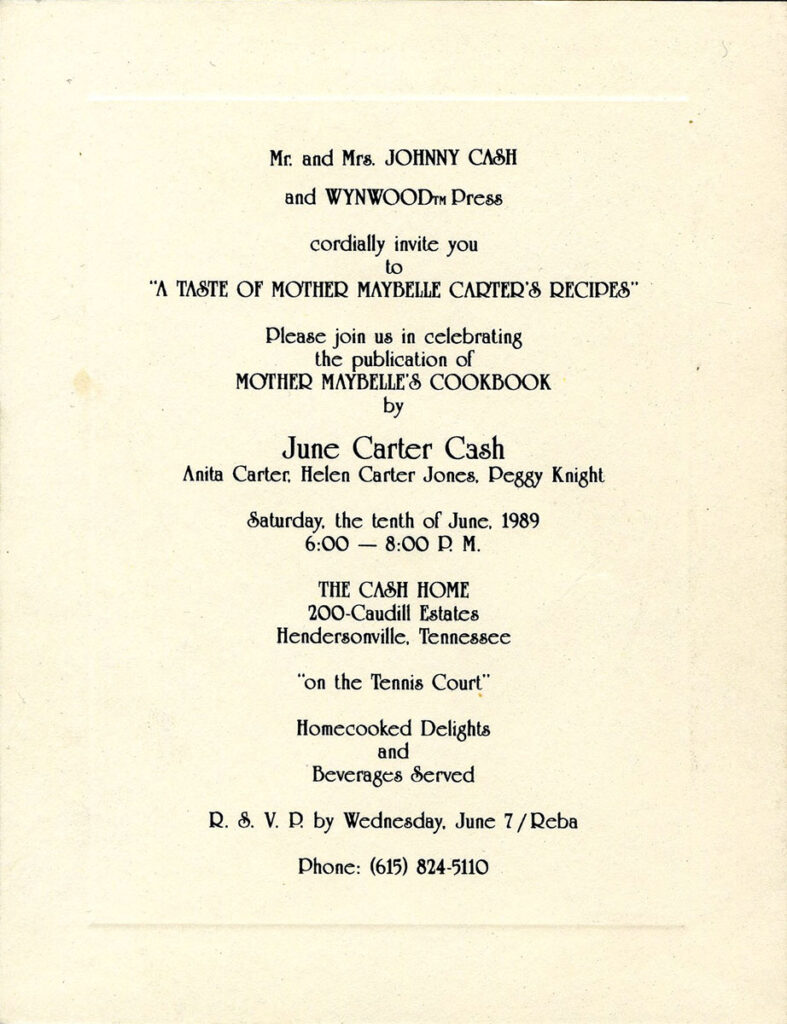 Mr. and Mrs. JOHNNY CASH
and WYNWOOD™ Press
cordially invite you
to
"A TASTE OF MOTHER MAYBELLE CARTER'S RECIPES"
Please join us in celebrating
the publication of
MOTHER MAYBELLE'S COOKBOOK
by
June Carter Cash
Anita Carter, Helen Carter Jones, Peggy Knight
Saturday, the tenth of June, 1989
6:00 — 8:00 P. M.
THE CASH HOME
200-Caudill Estates
Hendersonville, Tennessee
"on the Tennis Court"
Homecooked Delights
and
Beverages Served
R. S. V. P. by Wednesday, June 7/Reba
Phone: (615) 824-5110